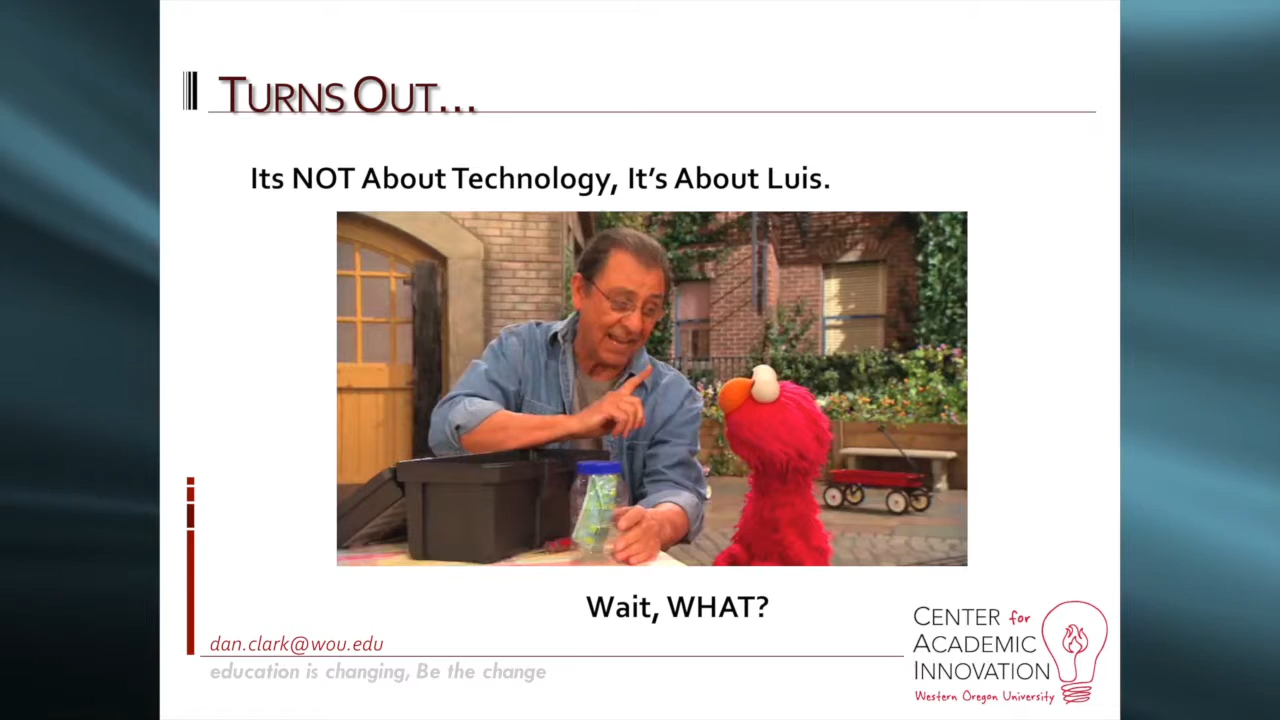 TURNS OUT...
Its NOT About Technology, It's About Luis.
Wait, WHAT?
dan.clark@wou.edu
education is changing, Be the change
CENTER for
ACADEMIC
INNOVATION
Western Oregon University